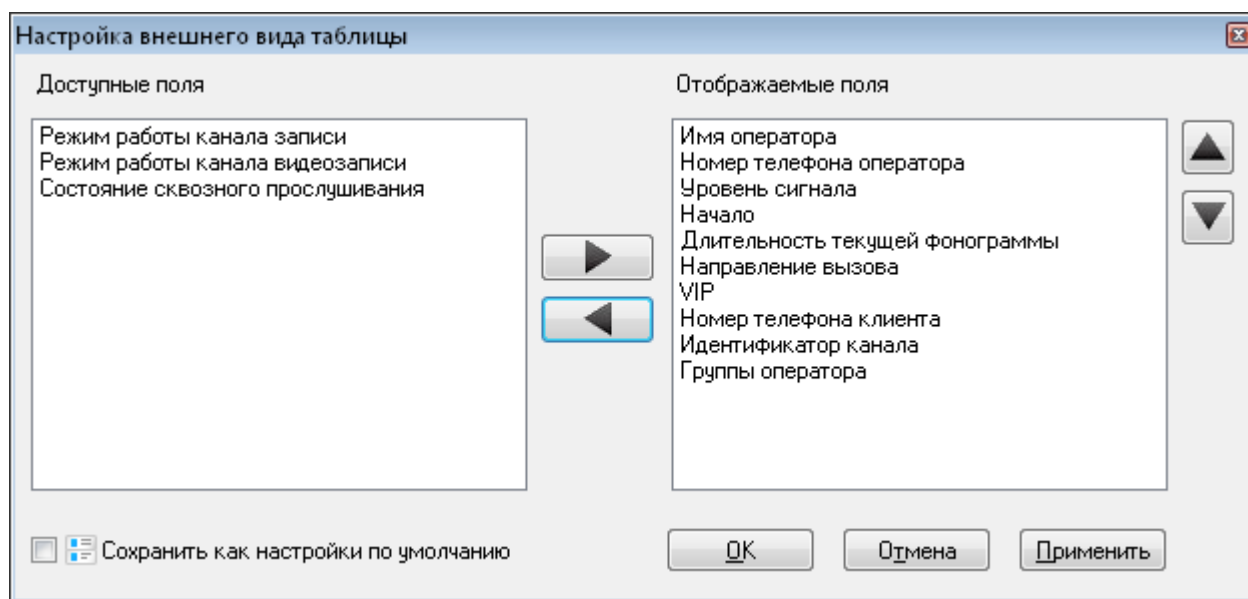 Настройка внешнего вида таблицы
Доступные поля
Режим работы канала записи
Режим работы канала видеозаписи
Состояние сквозного прослушивания
Отображаемые поля
Имя оператора
Номер телефона оператора
Уровень сигнала
Начало
Длительность текущей фонограммы
Направление вызова
VIP
Номер телефона клиента
Идентификатор канала
Группы оператора
Сохранить как настройки по умолчанию
OK
Отмена
Применить